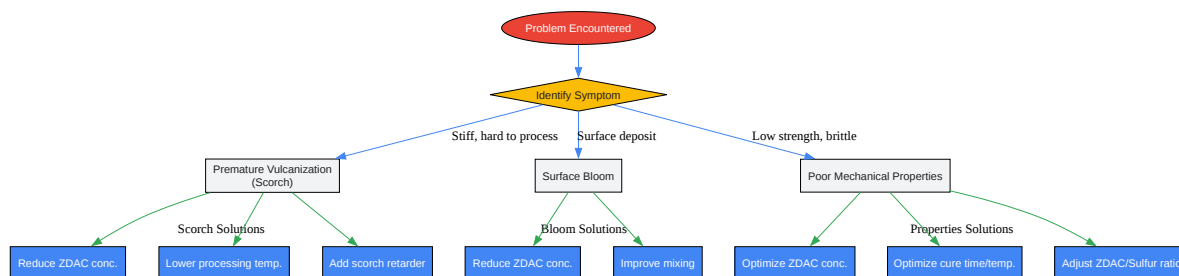 Problem Encountered
Identify Symptom
Stiff, hard to process
Surface deposit
Low strength, brittle
Premature Vulcanization
(Scorch)
Surface Bloom
Poor Mechanical Properties
Scorch Solutions
Bloom Solutions
Properties Solutions
Reduce ZDAC conc.
Lower processing temp.
Add scorch retarder
Reduce ZDAC conc.
Improve mixing
Optimize ZDAC conc.
Optimize cure time/temp.
Adjust ZDAC/Sulfur ratio